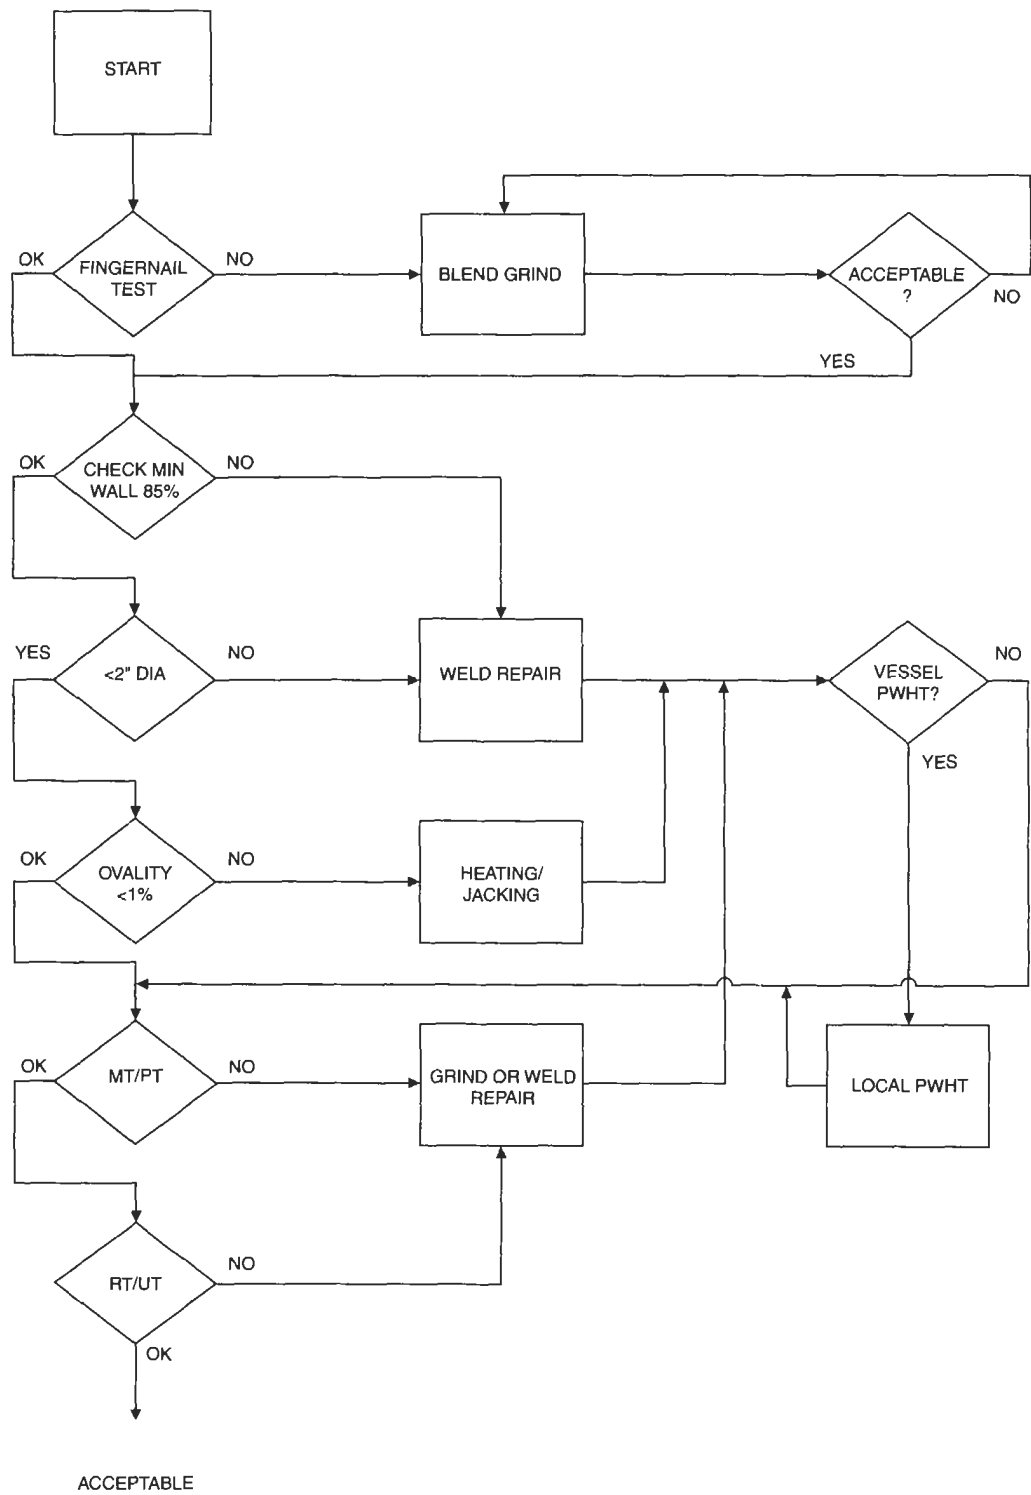 START
OK
FINGERNAIL
TEST
NO
BLEND GRIND
ACCEPTABLE
?
NO
YES
OK
CHECK MIN
WALL 85%
NO
YES
<2" DIA
NO
WELD REPAIR
VESSEL
PWHT?
NO
YES
OK
OVALITY
<1%
NO
HEATING/
JACKING
OK
MT/PT
NO
GRIND OR WELD
REPAIR
LOCAL PWHT
RT/UT
NO
OK
ACCEPTABLE